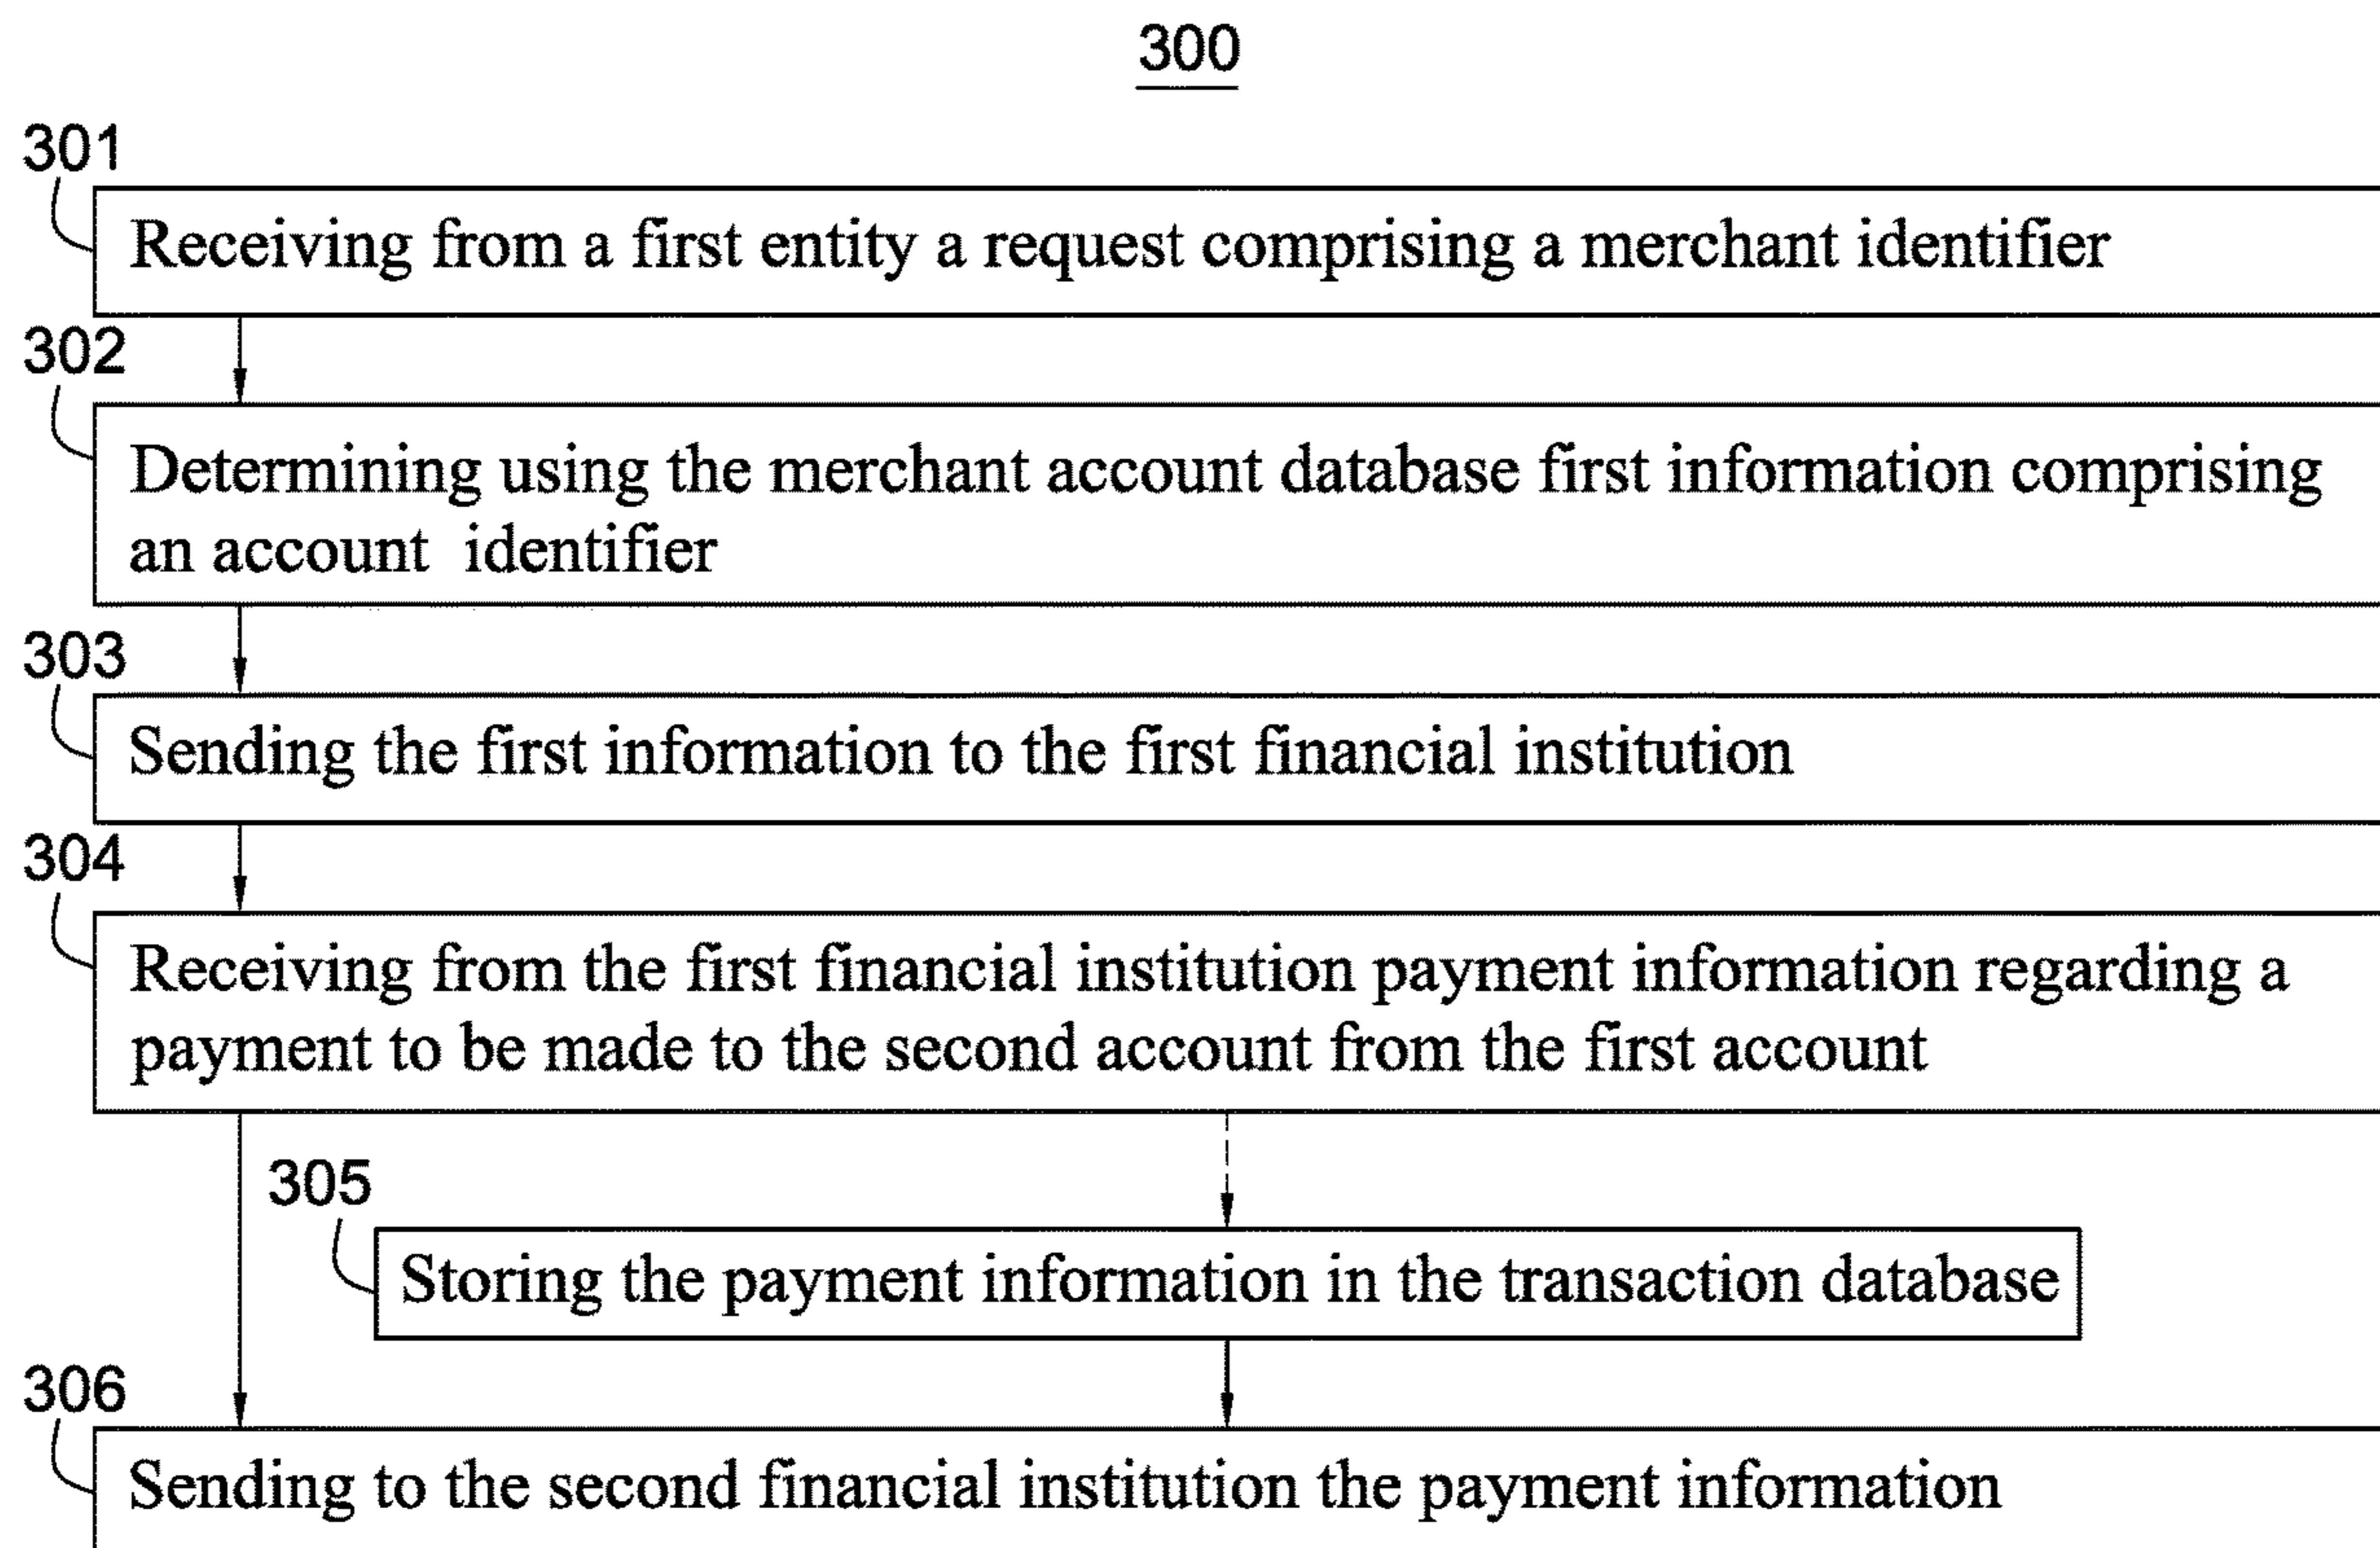 300
301
Receiving from a first entity a request comprising a merchant identifier
302
Determining using the merchant account database first information comprising
an account identifier
303
Sending the first information to the first financial institution
304
Receiving from the first financial institution payment information regarding a
payment to be made to the second account from the first account
305
Storing the payment information in the transaction database
306
Sending to the second financial institution the payment information